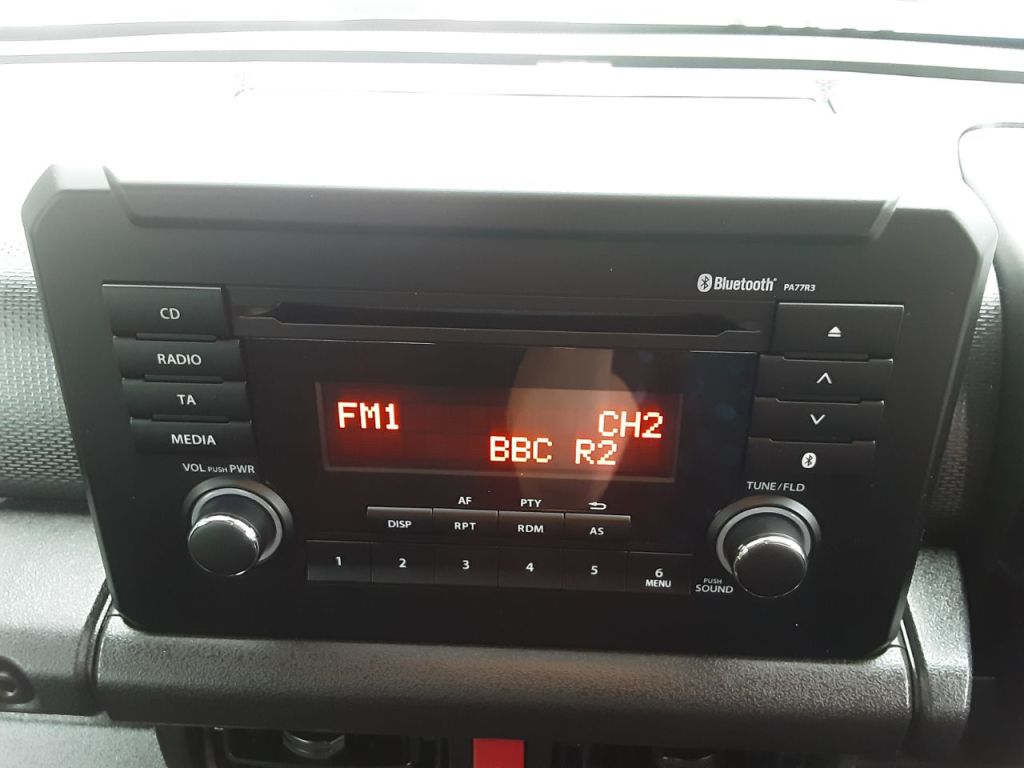 Bluetooth® PA77R3
CD
RADIO
TA
MEDIA
VOL PUSH PWR
FM1 CH2
BBC R2
AF PTY
DISP RPT RDM AS
1 2 3 4 5 6
MENU
TUNE/FLD
PUSH
SOUND